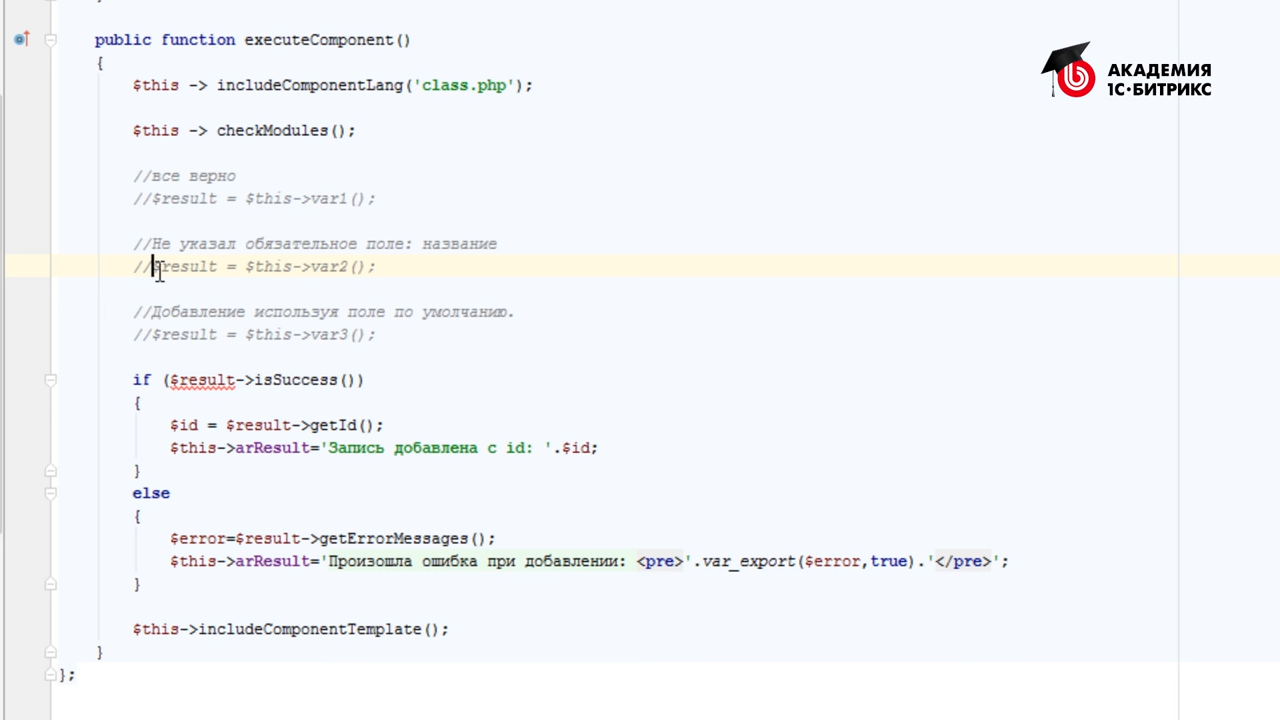 public function executeComponent()
{
$this -> includeComponentLang('class.php');
$this -> checkModules();
//все верно
//$result = $this->var1();
//Не указал обязательное поле: название
//$result = $this->var2();
//Добавление используя поле по умолчанию.
//$result = $this->var3();
if ($result->isSuccess())
{
$id = $result->getId();
$this->arResult='Запись добавлена с id: '.$id;
}
else
{
$error=$result->getErrorMessages();
$this->arResult='Произошла ошибка при добавлении: <pre>'.var_export($error,true).'</pre>';
}
$this->includeComponentTemplate();
}
};
АКАДЕМИЯ
1С•БИТРИКС